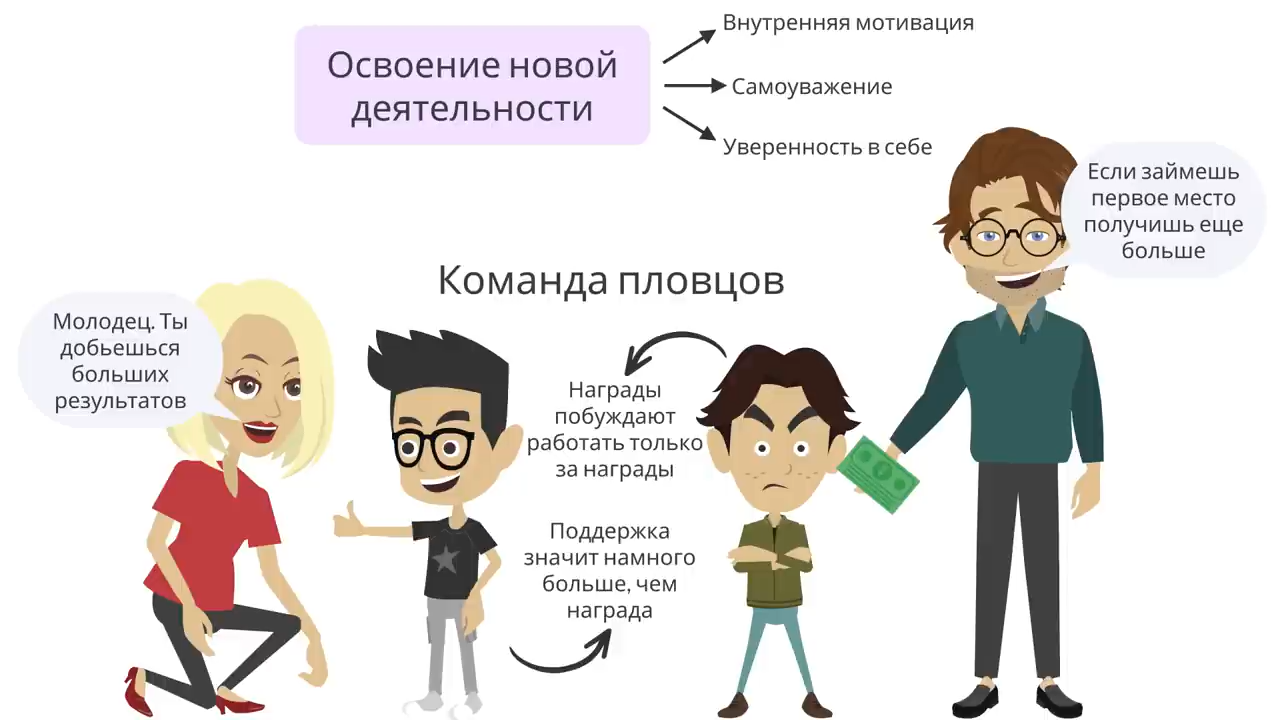 Освоение новой
деятельности
Внутренняя мотивация
Самоуважение
Уверенность в себе
Если займешь
первое место
получишь еще
больше
Команда пловцов
Молодец. Ты
добьешься
больших
результатов
Награды
побуждают
работать только
за награды
Поддержка
значит намного
больше, чем
награда